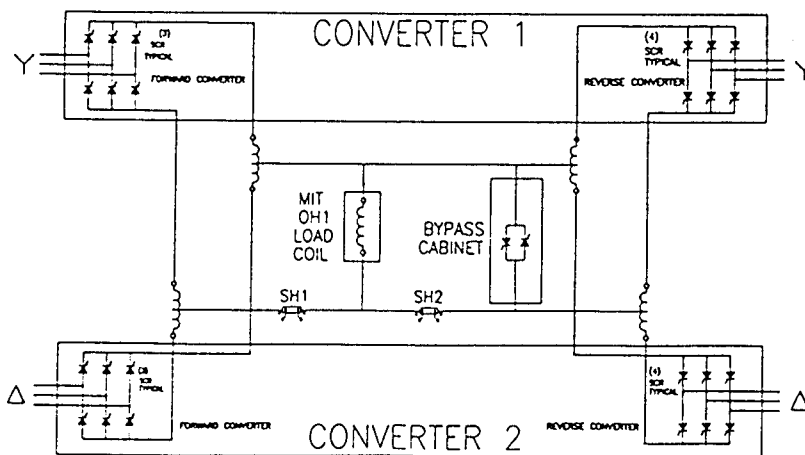 CONVERTER 1
(3)
SCR
TYPICAL
FORWARD CONVERTER
(4)
SCR
TYPICAL
REVERSE CONVERTER
Y
Y
MIT
OH1
LOAD
COIL
BYPASS
CABINET
SH1
SH2
Δ
SCR
TYPICAL
FORWARD CONVERTER
(4)
SCR
TYPICAL
REVERSE CONVERTER
Δ
CONVERTER 2